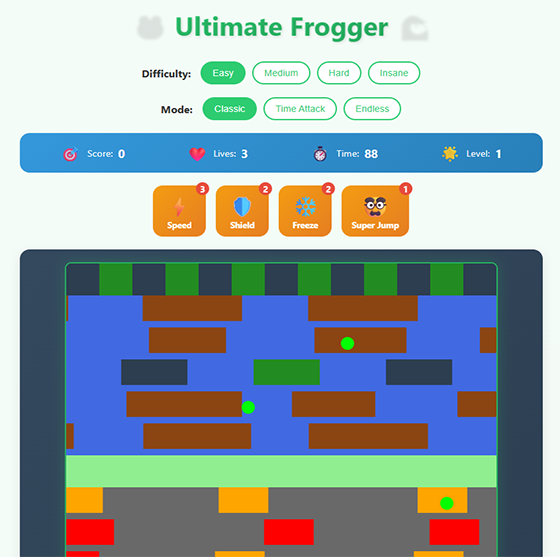 Ultimate Frogger
Difficulty: Easy Medium Hard Insane
Mode: Classic Time Attack Endless
Score: 0 Lives: 3 Time: 88 Level: 1
3 2 2 1
Speed Shield Freeze Super Jump